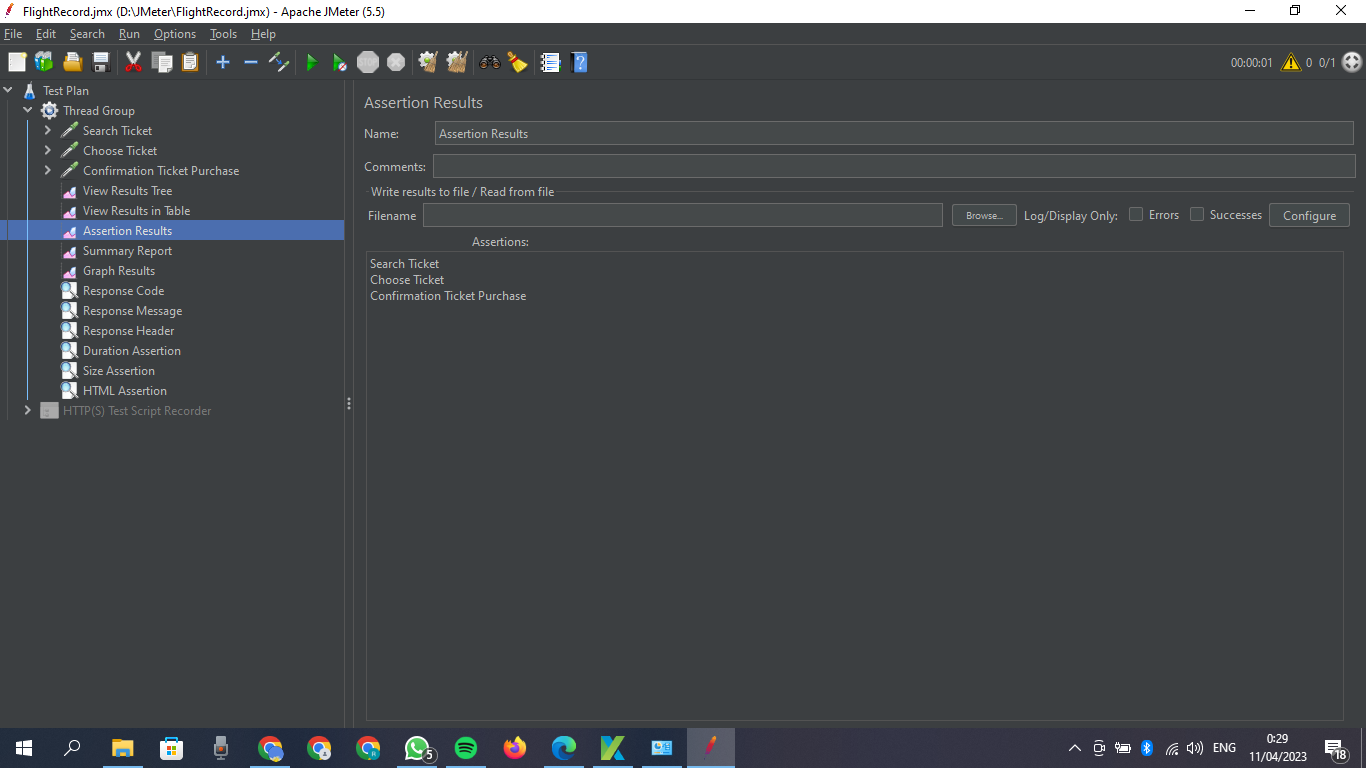 FlightRecord.jmx (D:\JMeter\FlightRecord.jmx) - Apache JMeter (5.5)
File Edit Search Run Options Tools Help
STOP 00:00:01 0 0/1
Test Plan
Thread Group
Search Ticket
Choose Ticket
Confirmation Ticket Purchase
View Results Tree
View Results in Table
Assertion Results
Summary Report
Graph Results
Response Code
Response Message
Response Header
Duration Assertion
Size Assertion
HTML Assertion
HTTP(S) Test Script Recorder
Assertion Results
Name: Assertion Results
Comments:
Write results to file / Read from file
Filename Browse... Log/Display Only: Errors Successes Configure
Assertions:
Search Ticket
Choose Ticket
Confirmation Ticket Purchase
5 ENG 0:29 18
11/04/2023